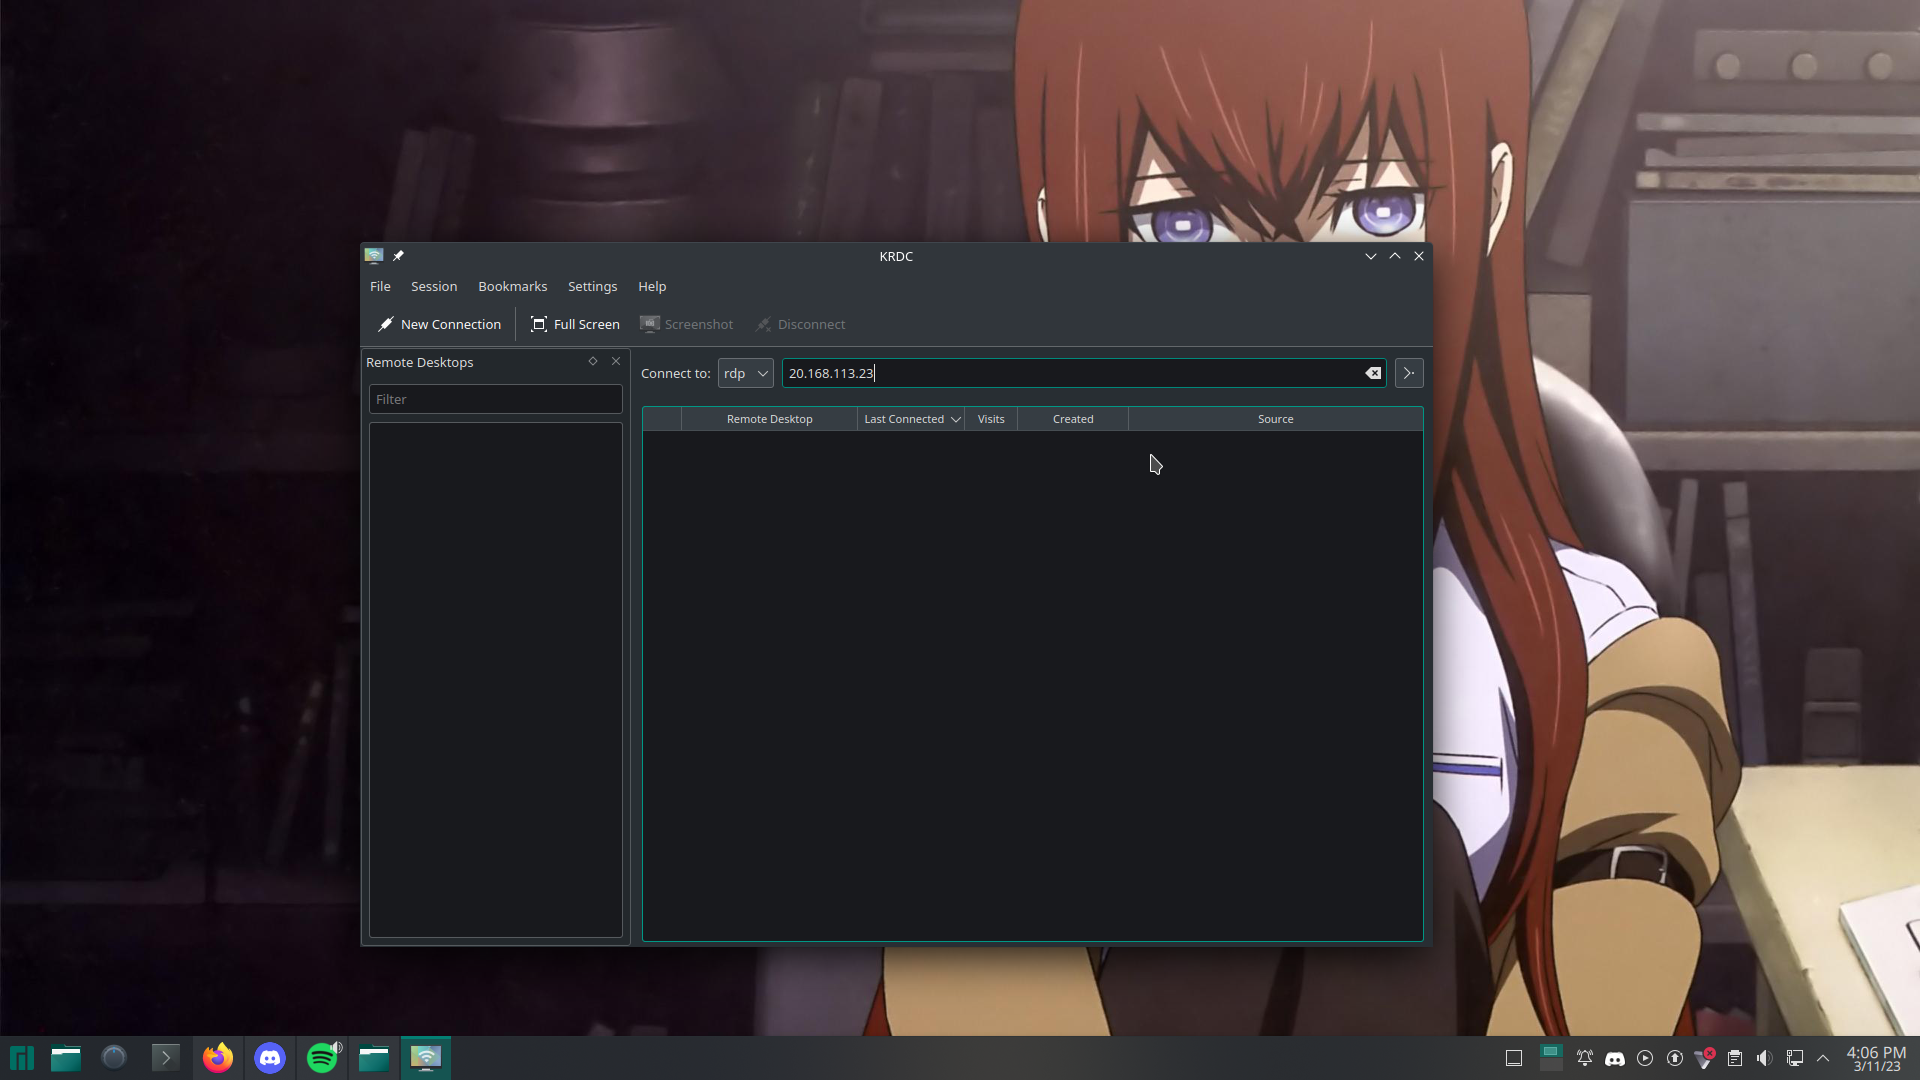 KRDC
File Session Bookmarks Settings Help
New Connection Full Screen Screenshot Disconnect
Remote Desktops
Filter
Connect to: rdp 20.168.113.23
Remote Desktop Last Connected Visits Created Source
4:06 PM
3/11/23